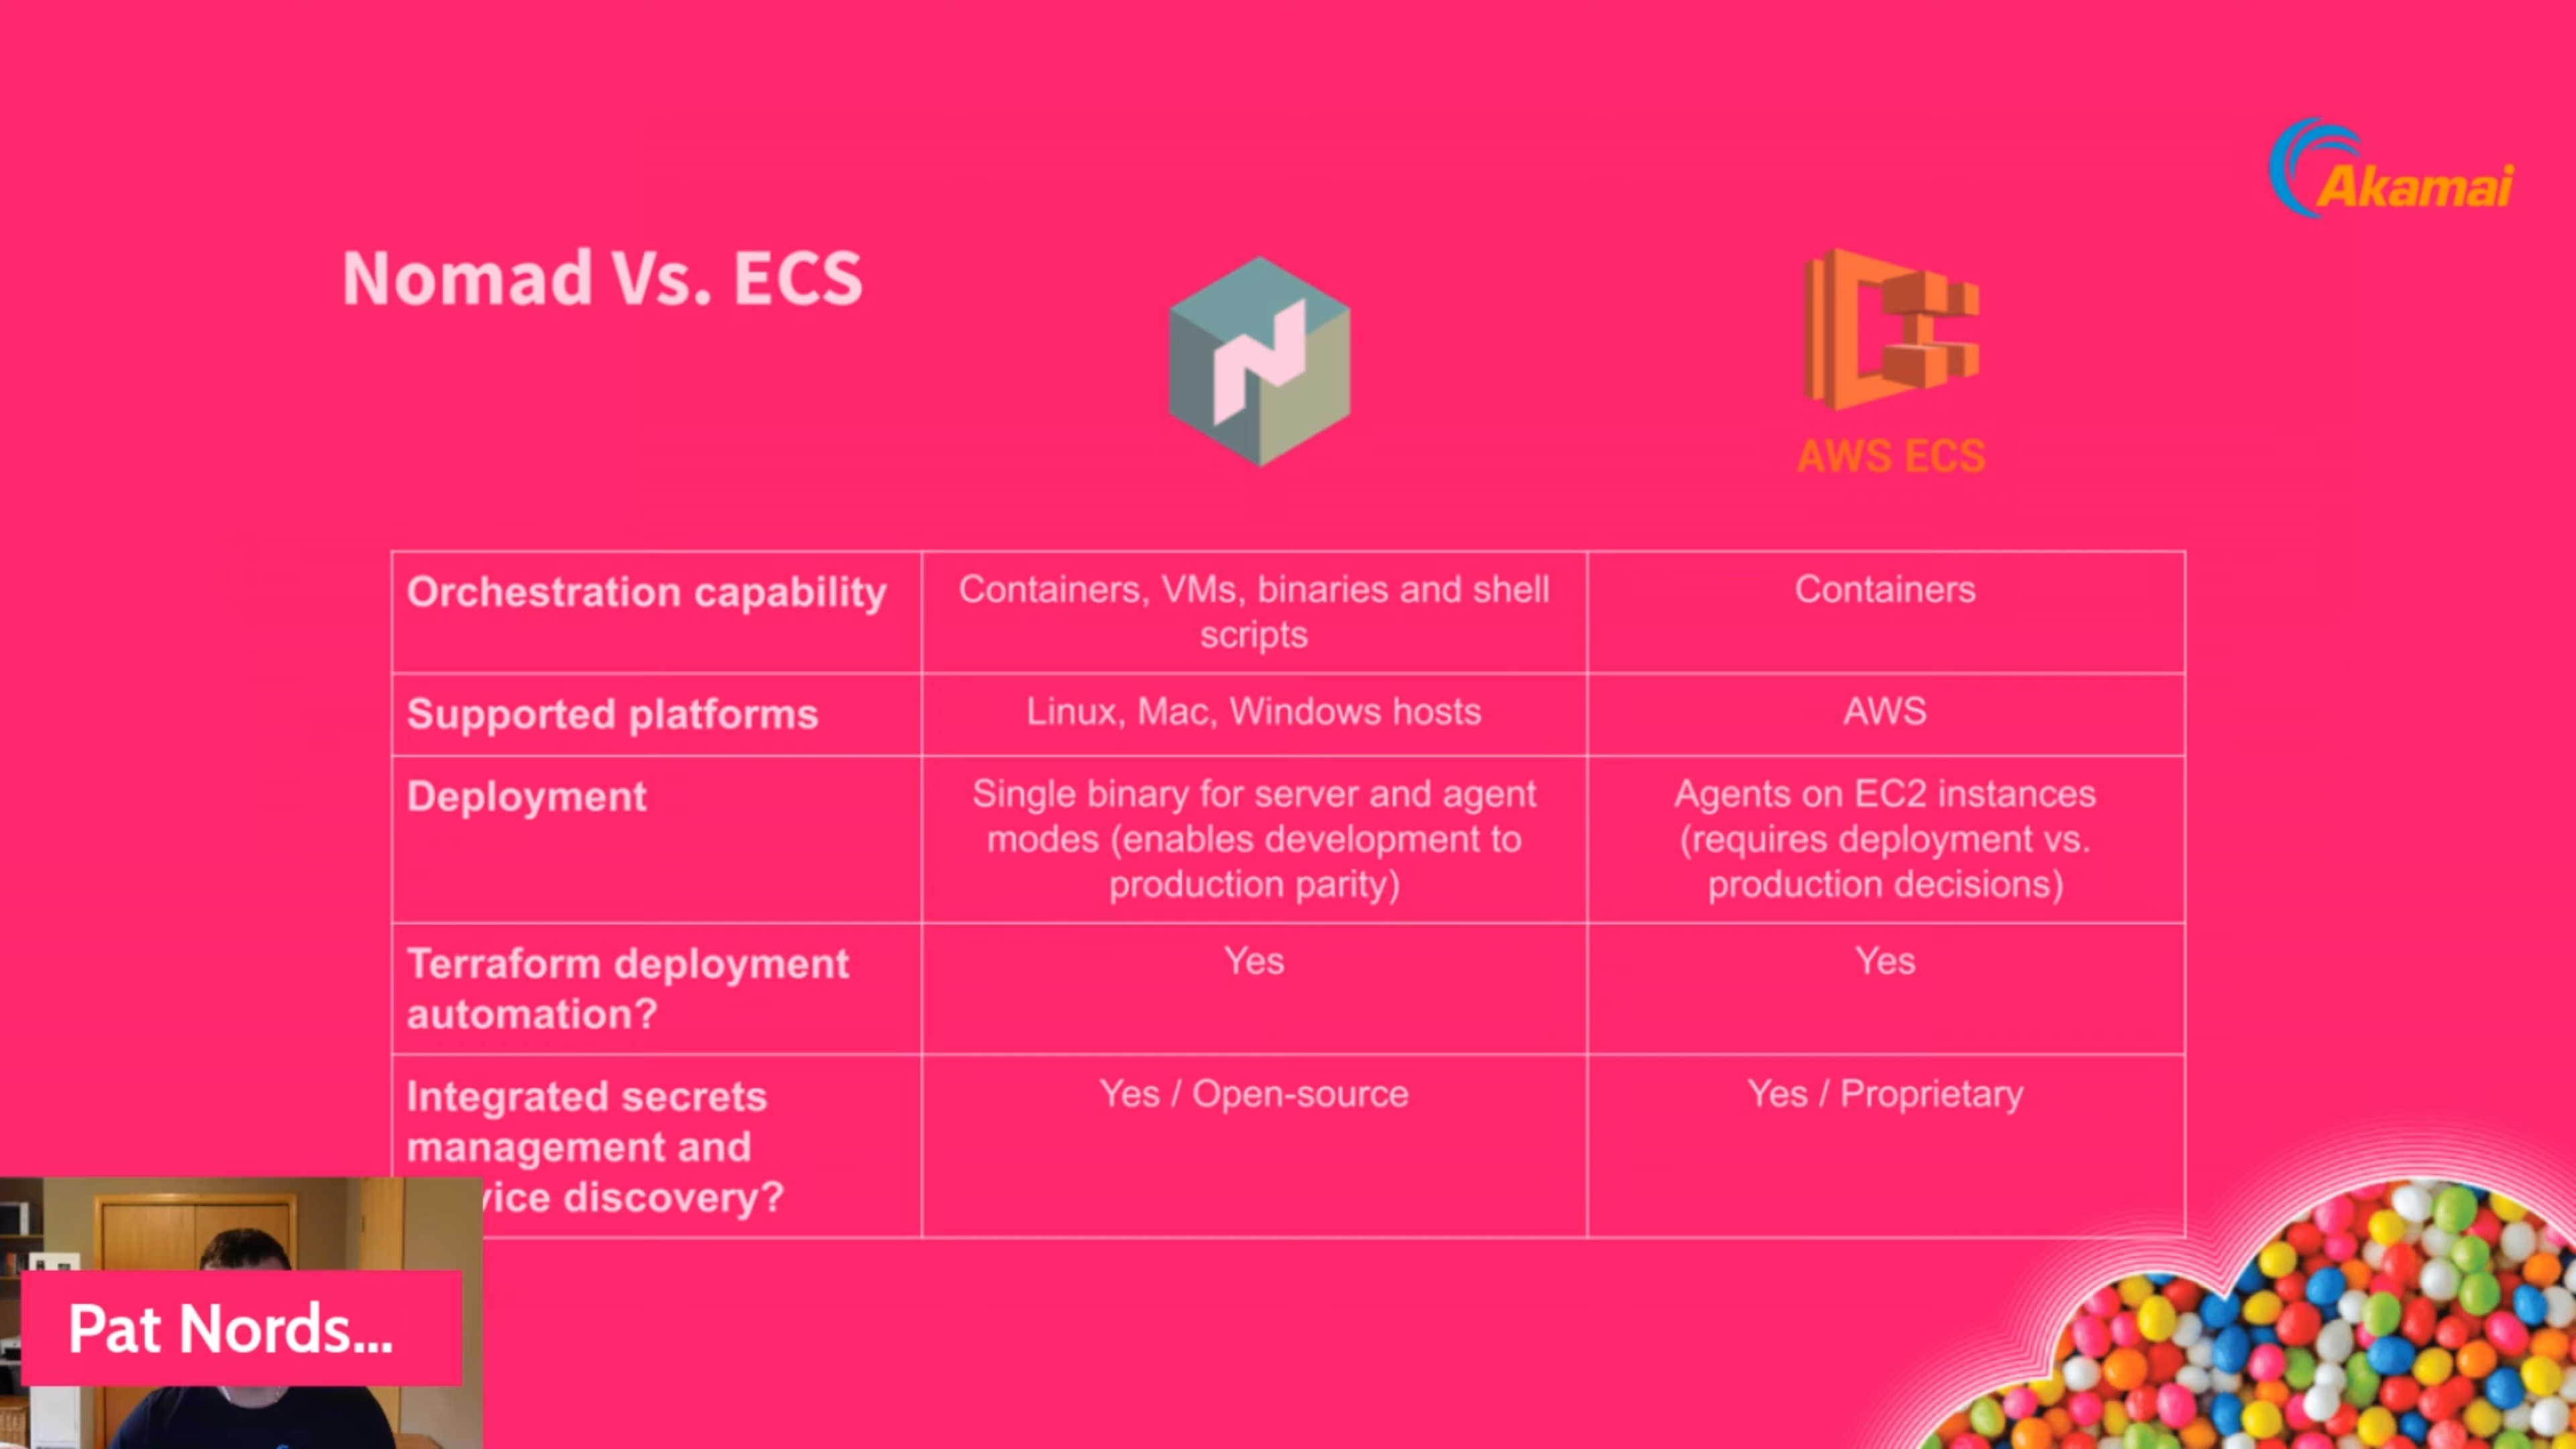 Akamai
Nomad Vs. ECS
AWS ECS
Orchestration capability
Containers, VMs, binaries and shell
scripts
Containers
Supported platforms
Linux, Mac, Windows hosts
AWS
Deployment
Single binary for server and agent
modes (enables development to
production parity)
Agents on EC2 instances
(requires deployment vs.
production decisions)
Terraform deployment
automation?
Yes
Yes
Integrated secrets
management and
discovery?
Yes / Open-source
Yes / Proprietary
Pat Nords...